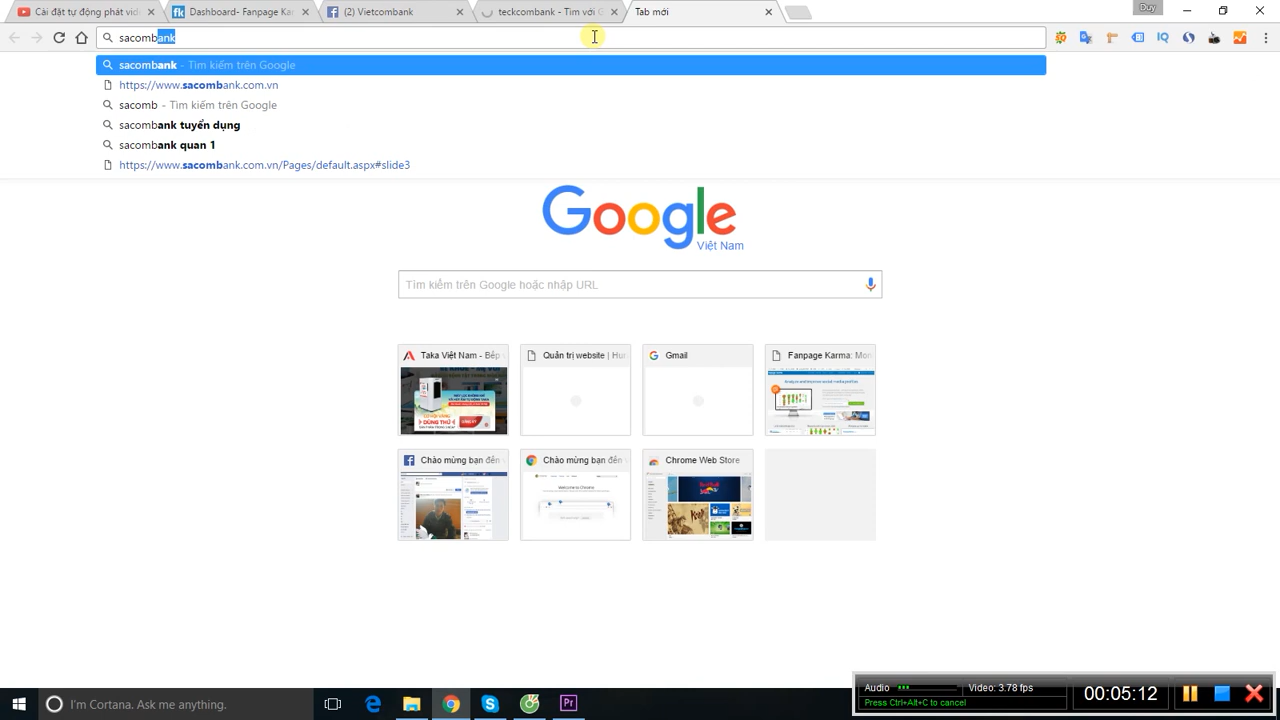 Cài đặt tự động phát vid
Dashboard- Fanpage Kar
(2) Vietcombank
teckcombank - Tìm với G
Tab mới
Duy
sacombank
sacombank - Tìm kiếm trên Google
https://www.sacombank.com.vn
sacomb - Tìm kiếm trên Google
sacombank tuyển dụng
sacombank quan 1
https://www.sacombank.com.vn/Pages/default.aspx#slide3
Google
Việt Nam
Tìm kiếm trên Google hoặc nhập URL
Taka Việt Nam - Bếp
Quản trị website | Hu
Gmail
Fanpage Karma: Mon
DÙNG THỬ
Chào mừng bạn đến v
Chào mừng bạn đến
Chrome Web Store
I'm Cortana. Ask me anything.
Audio
Video: 3.78 fps
Press Ctrl+Alt+C to cancel
00:05:12